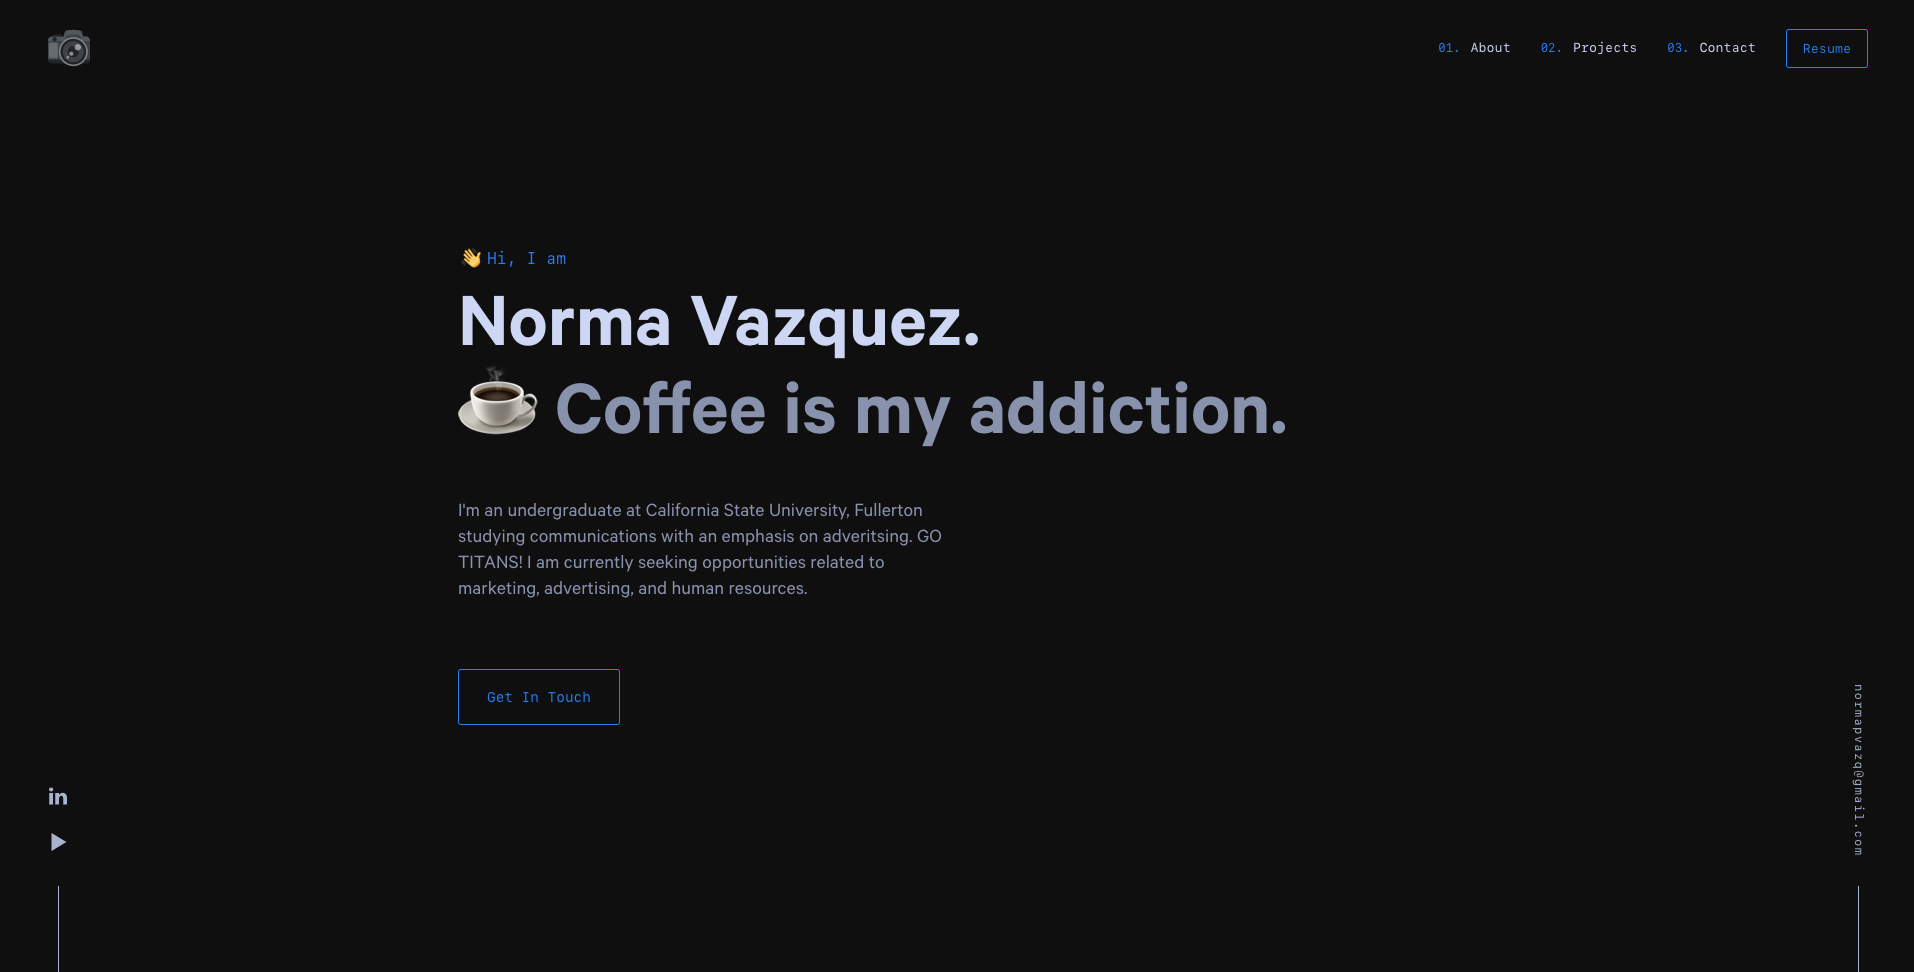 01. About 02. Projects 03. Contact Resume
👋 Hi, I am
Norma Vazquez.
☕ Coffee is my addiction.
I'm an undergraduate at California State University, Fullerton
studying communications with an emphasis on adveritsing. GO
TITANS! I am currently seeking opportunities related to
marketing, advertising, and human resources.
Get In Touch
in
normapvazq@gmail.com